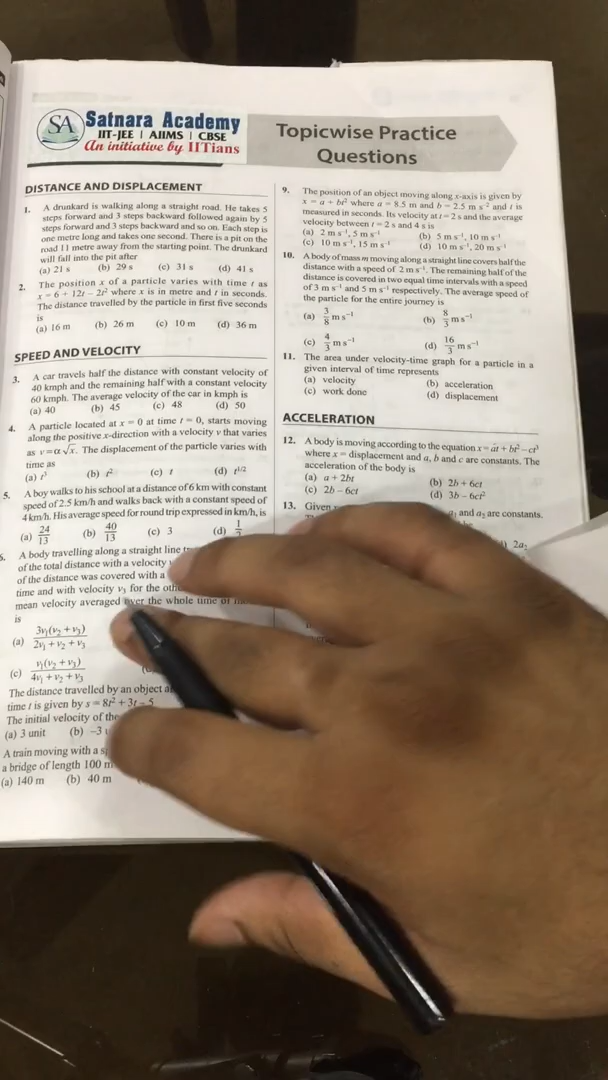 SA
Satnara Academy
IIT-JEE | AIIMS | CBSE
An initiative by IITians
Topicwise Practice
Questions
DISTANCE AND DISPLACEMENT
1. A drunkard is walking along a straight road. He takes 5
steps forward and 3 steps backward followed again by 5
steps forward and 3 steps backward and so on. Each step is
one metre long and takes one second. There is a pit on the
road 11 metre away from the starting point. The drunkard
will fall into the pit after
(a) 21 s (b) 29 s (c) 31 s (d) 41 s
2. The position x of a particle varies with time t as
x = 6 + 12t – 2t² where x is in metre and t in seconds.
The distance travelled by the particle in first five seconds
is
(a) 16 m (b) 26 m (c) 10 m (d) 36 m
SPEED AND VELOCITY
3. A car travels half the distance with constant velocity of
40 kmph and the remaining half with a constant velocity
60 kmph. The average velocity of the car in kmph is
(a) 40 (b) 45 (c) 48 (d) 50
4. A particle located at x = 0 at time t = 0, starts moving
along the positive x-direction with a velocity v that varies
as v = α √x. The displacement of the particle varies with
time as
(a) t³ (b) t² (c) t (d) t^1/2
5. A boy walks to his school at a distance of 6 km with constant
speed of 2.5 km/h and walks back with a constant speed of
4 km/h. His average speed for round trip expressed in km/h, is
(a) 24/13 (b) 40/13 (c) 3 (d)
A body travelling along a straight line
of the total distance with a velocity
of the distance was covered with a
time and with velocity v₃ for the
mean velocity averaged over the whole time of
is
(a) 3v₁(v₂ + v₃)/2v₁ + v₂ + v₃
(c) v₁(v₂ + v₃)/4v₁ + v₂ + v₃
The distance travelled by an object
time t is given by s = 8t² + 3t – 5
The initial velocity of the
(a) 3 unit (b) –3
A train moving with a
a bridge of length 100
(a) 140 m (b) 40 m
9. The position of an object moving along x-axis is given by
x = a + bt² where a = 8.5 m and b = 2.5 m s⁻² and t is
measured in seconds. Its velocity at t = 2 s and the average
velocity between t = 2 s and 4 s is
(a) 2 m s⁻¹, 5 m s⁻¹ (b) 5 m s⁻¹, 10 m s⁻¹
(c) 10 m s⁻¹, 15 m s⁻¹ (d) 10 m s⁻¹, 20 m s⁻¹
10. A body of mass m moving along a straight line covers half the
distance with a speed of 2 m s⁻¹. The remaining half of the
distance is covered in two equal time intervals with a speed
of 3 m s⁻¹ and 5 m s⁻¹ respectively. The average speed of
the particle for the entire journey is
(a) 3/8 m s⁻¹ (b) 8/3 m s⁻¹
(c) 4/3 m s⁻¹ (d) 16/3 m s⁻¹
11. The area under velocity-time graph for a particle in a
given interval of time represents
(a) velocity (b) acceleration
(c) work done (d) displacement
ACCELERATION
12. A body is moving according to the equation x = at + bt² – ct³
where x = displacement and a, b and c are constants. The
acceleration of the body is
(a) a + 2bt (b) 2b + 6ct
(c) 2b – 6ct (d) 3b – 6ct²
13. Given a₁ and a₂ are constants.
2a₂